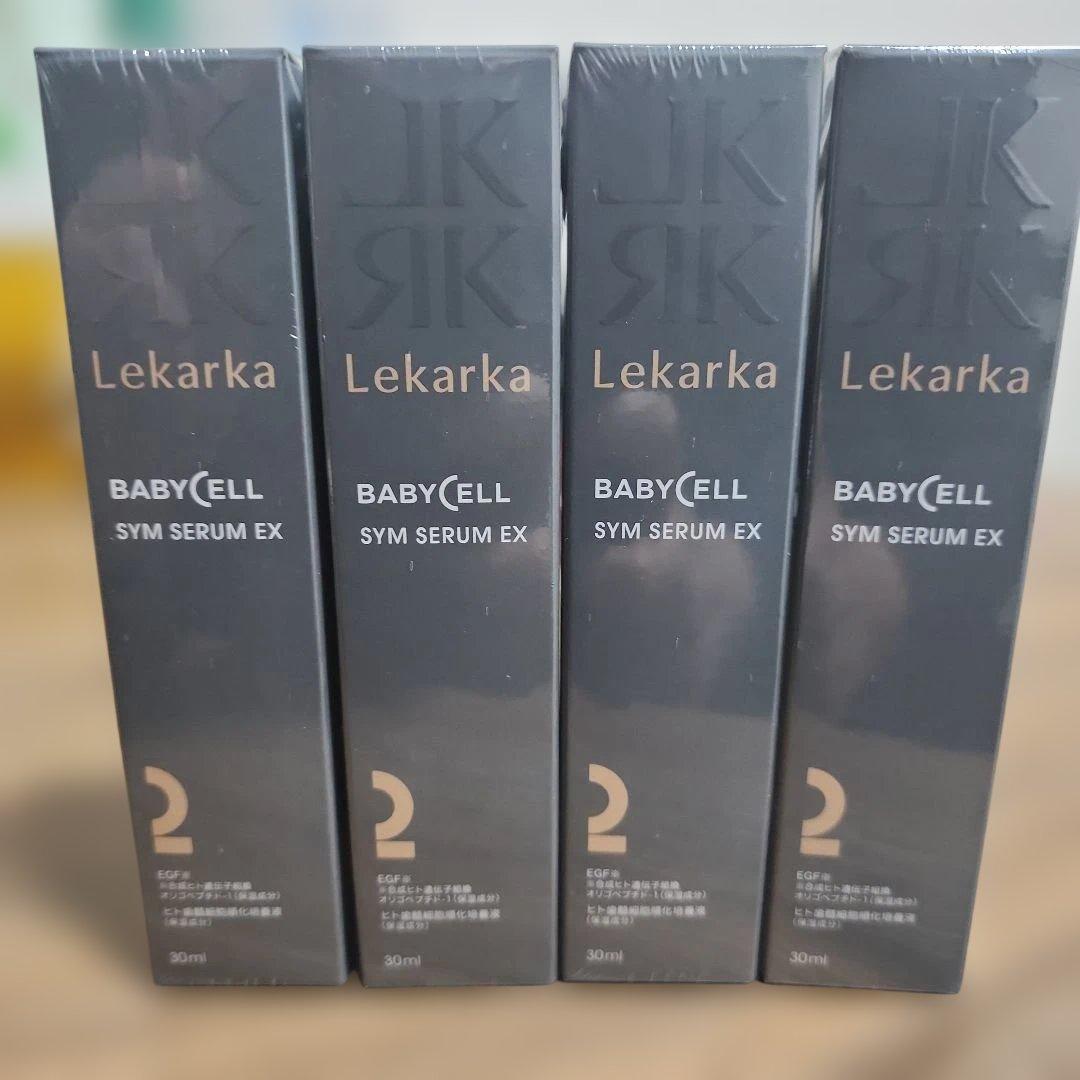 LK
RK
Lekarka
BABYCELL
SYM SERUM EX
2
EGF※
※合成ヒト遺伝子組換
オリゴペプチド-1(保湿成分)
ヒト歯髄細胞順化培養液
(保湿成分)
30ml
LK
RK
Lekarka
BABYCELL
SYM SERUM EX
2
EGF※
※合成ヒト遺伝子組換
オリゴペプチド-1(保湿成分)
ヒト歯髄細胞順化培養液
(保湿成分)
30ml
LK
RK
Lekarka
BABYCELL
SYM SERUM EX
2
EGF※
※合成ヒト遺伝子組換
オリゴペプチド-1(保湿成分)
ヒト歯髄細胞順化培養液
(保湿成分)
30ml
LK
RK
Lekarka
BABYCELL
SYM SERUM EX
2
EGF※
※合成ヒト遺伝子組換
オリゴペプチド-1(保湿成分)
ヒト歯髄細胞順化培養液
(保湿成分)
30ml